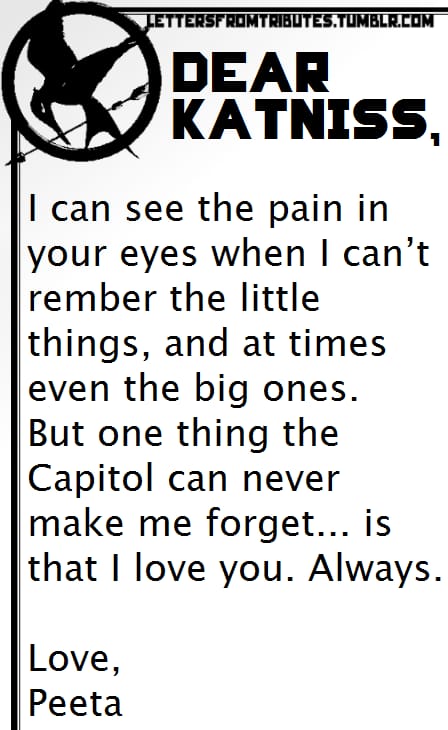 LETTERSFROMTRIBUTES.TUMBLR.COM
DEAR
KATNISS,
I can see the pain in
your eyes when I can’t
rember the little
things, and at times
even the big ones.
But one thing the
Capitol can never
make me forget... is
that I love you. Always.
Love,
Peeta